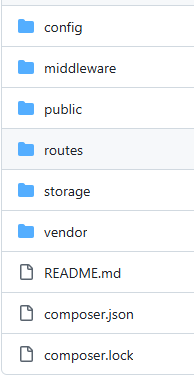 config
middleware
public
routes
storage
vendor
README.md
composer.json
composer.lock